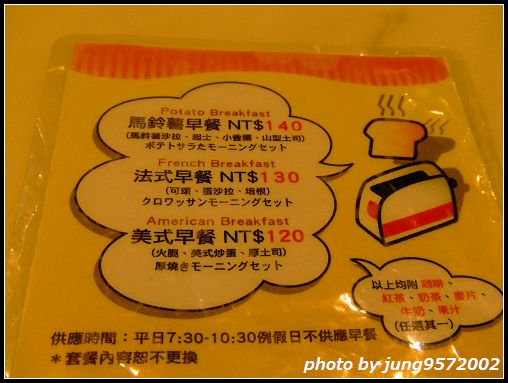 Potato Breakfast
馬鈴薯早餐 NT$140
(馬鈴薯沙拉、起士、小香腸、山型土司)
ポテトサラたモーニングセット
French Breakfast
法式早餐 NT$130
(可頌、蛋沙拉、培根)
クロワッサンモーニングセット
American Breakfast
美式早餐 NT$120
(火腿、美式炒蛋、厚土司)
厚焼きモーニングセット
以上均附 咖啡、
紅茶、奶茶、麥片、
牛奶、果汁
(任選其一)
供應時間：平日7:30-10:30例假日不供應早餐
*套餐內容恕不更換
photo by jung9572002